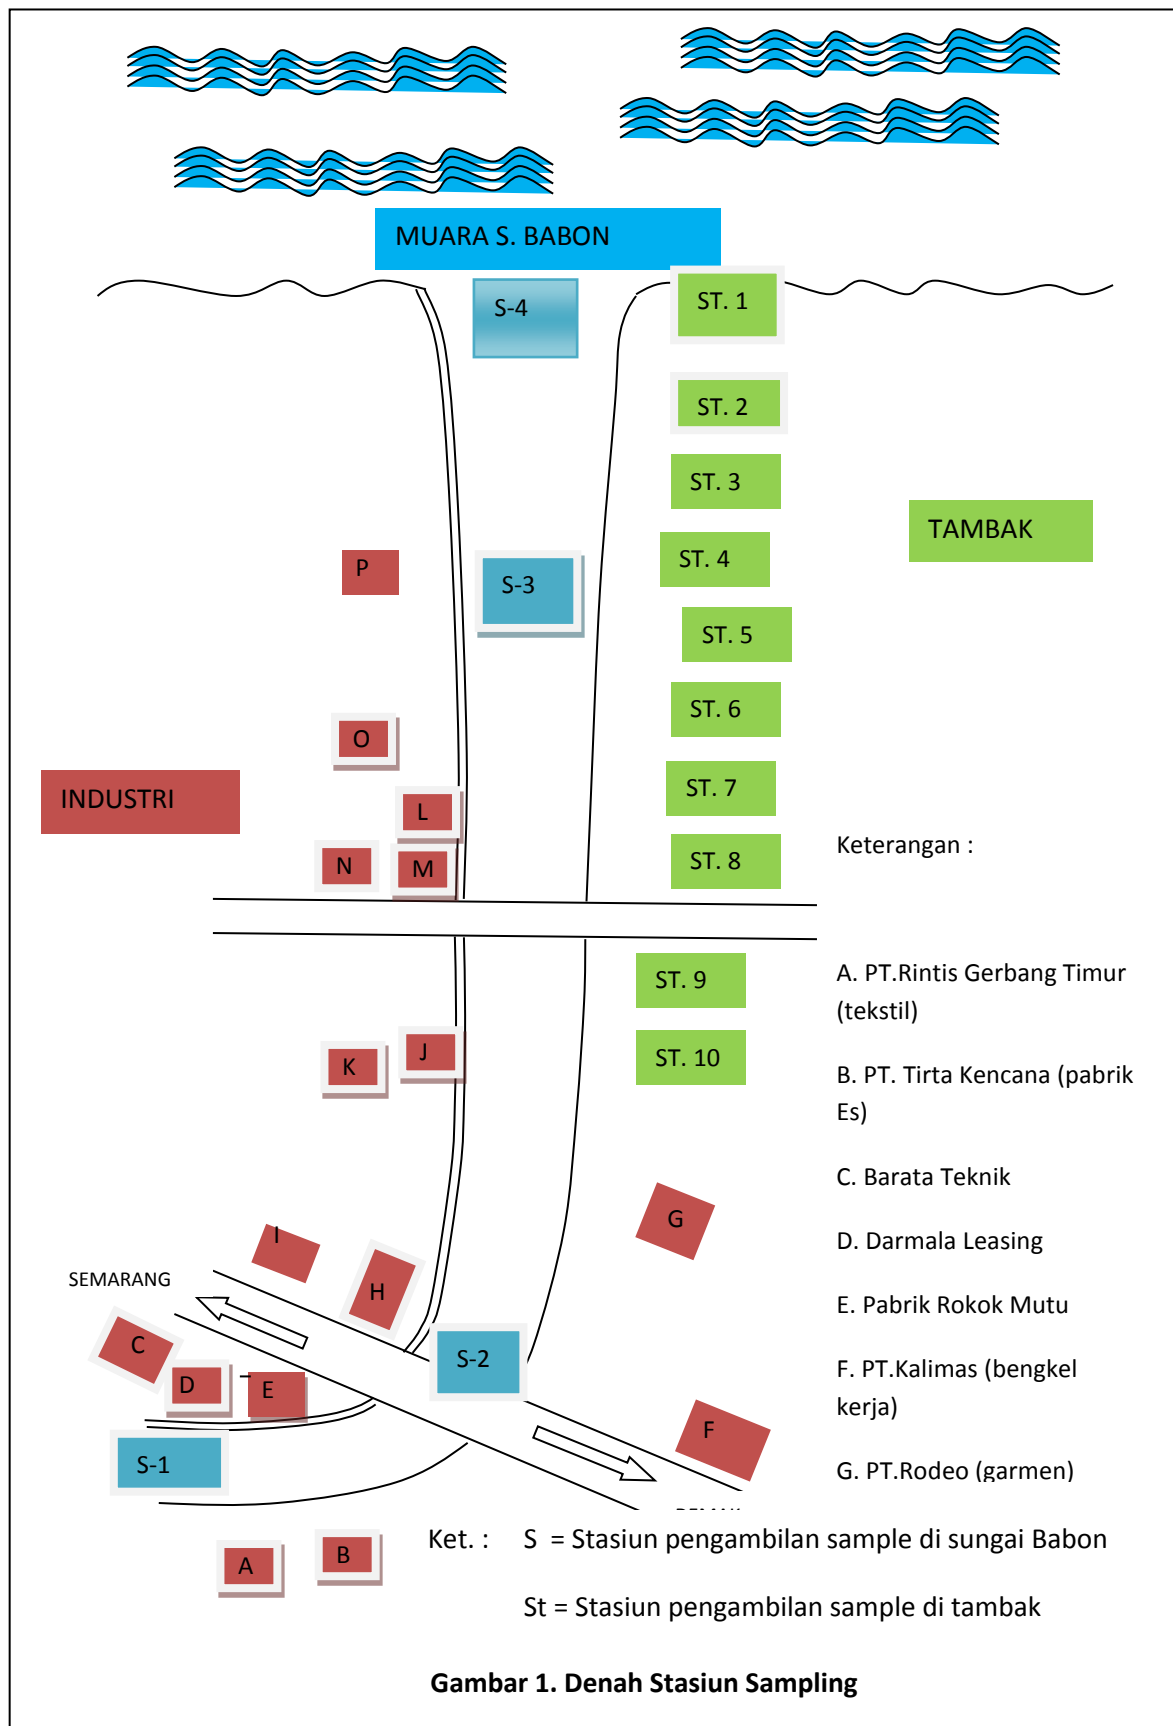 MUARA S. BABON
S-4
ST. 1
ST. 2
ST. 3
TAMBAK
ST. 4
P
S-3
ST. 5
ST. 6
O
INDUSTRI
ST. 7
L
Keterangan :
N
M
ST. 8
ST. 9
A. PT.Rintis Gerbang Timur
(tekstil)
K
J
ST. 10
B. PT. Tirta Kencana (pabrik
Es)
C. Barata Teknik
G
I
D. Darmala Leasing
SEMARANG
H
E. Pabrik Rokok Mutu
C
S-2
D
E
F. PT.Kalimas (bengkel
kerja)
F
S-1
G. PT.Rodeo (garmen)
Ket. : S = Stasiun pengambilan sample di sungai Babon
A
B
St = Stasiun pengambilan sample di tambak
Gambar 1. Denah Stasiun Sampling